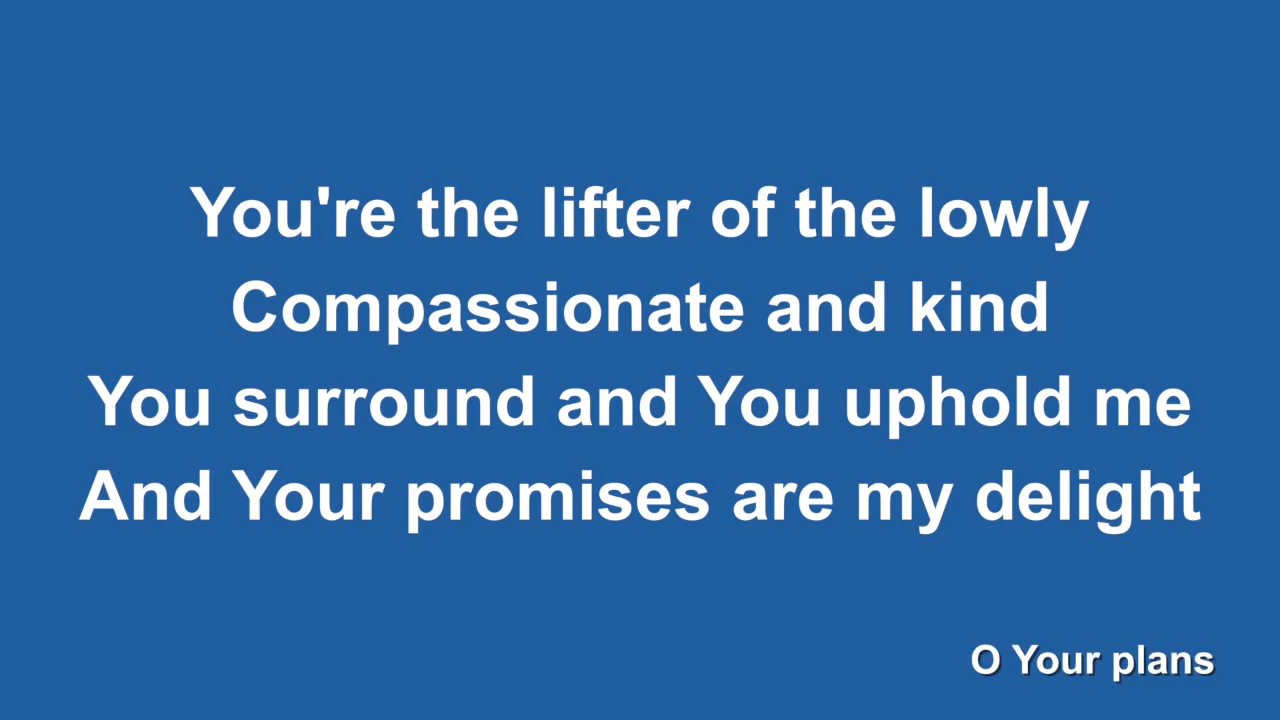 You're the lifter of the lowly
Compassionate and kind
You surround and You uphold me
And Your promises are my delight
O Your plans